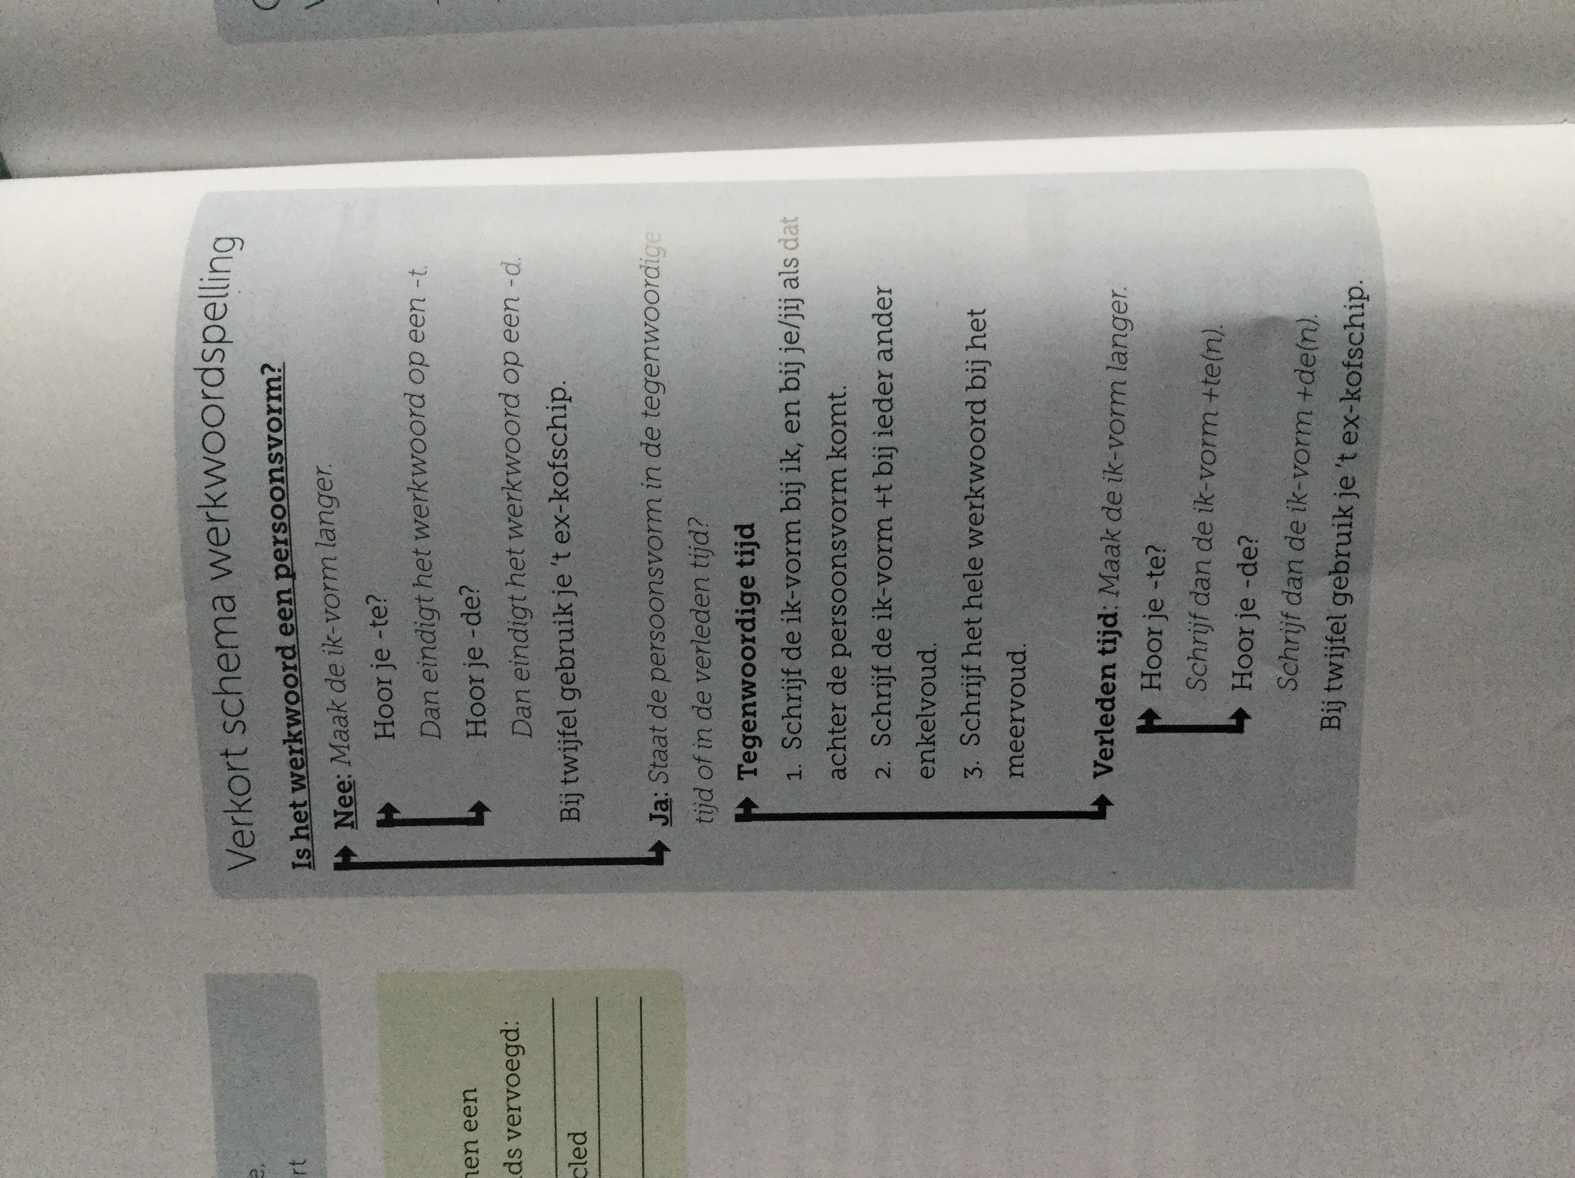 Verkort schema werkwoordspelling
Is het werkwoord een persoonsvorm?
Nee: Maak de ik-vorm langer.
Hoor je -te?
Dan eindigt het werkwoord op een -t.
Hoor je -de?
Dan eindigt het werkwoord op een -d.
Bij twijfel gebruik je 't ex-kofschip.
Ja: Staat de persoonsvorm in de tegenwoordige
tijd of in de verleden tijd?
Tegenwoordige tijd
1. Schrijf de ik-vorm bij ik, en bij je/jij als dat
achter de persoonsvorm komt.
2. Schrijf de ik-vorm +t bij ieder ander
enkelvoud.
3. Schrijf het hele werkwoord bij het
meervoud.
Verleden tijd: Maak de ik-vorm langer.
Hoor je -te?
Schrijf dan de ik-vorm +te(n).
Hoor je -de?
Schrijf dan de ik-vorm +de(n).
Bij twijfel gebruik je 't ex-kofschip.
een
vervoegd: